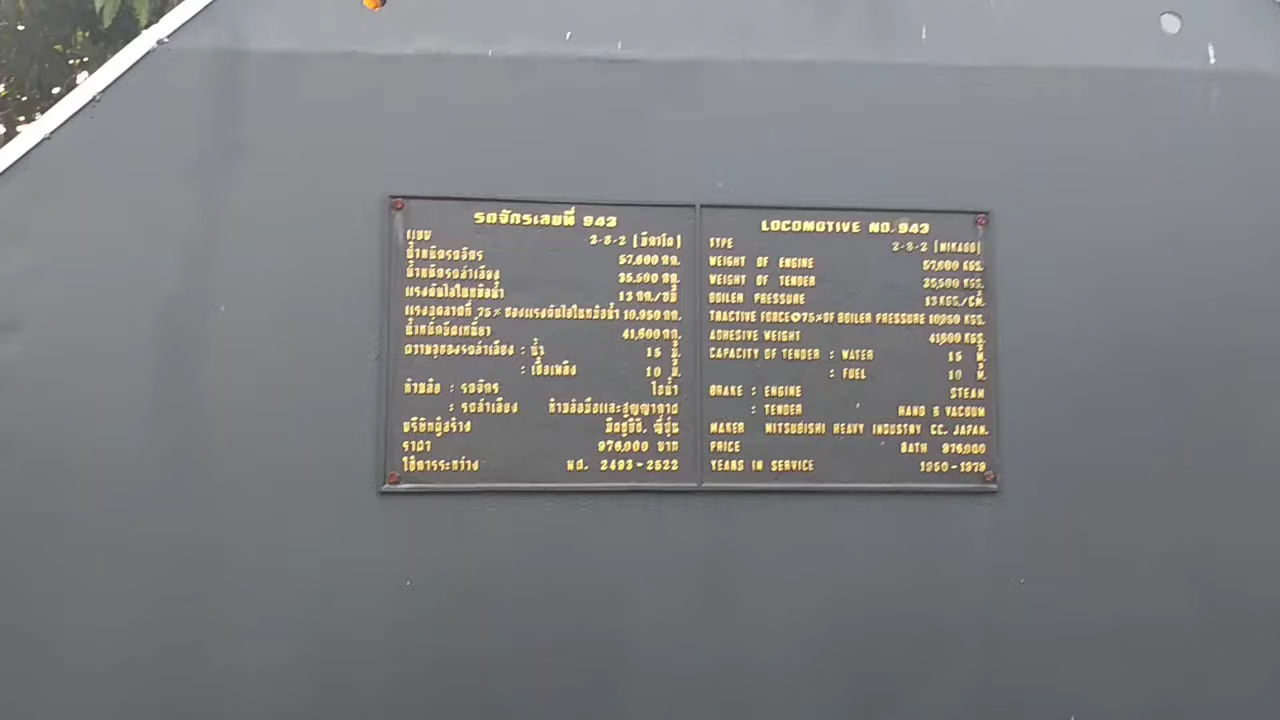 รถจักรเลขที่ 943
แบบ 2-8-2 (มิกาโด)
น้ำหนักรถจักร 57,600 กก.
น้ำหนักรถลำเลียง 35,500 กก.
แรงดันไอในหม้อน้ำ 13 กก./ซม๒
แรงฉุดลากที่ 75% ของแรงดันไอในหม้อน้ำ 10,950 กก.
น้ำหนักยึดเหนี่ยว 41,600 กก.
ความจุของรถลำเลียง : น้ำ 15 ม๓.
: เชื้อเพลิง 10 ม๓.
ห้ามล้อ : รถจักร ไอน้ำ
: รถลำเลียง ห้ามล้อมือและสูญญากาศ
บริษัทผู้สร้าง มิตซูบิชิ, ญี่ปุ่น
ราคา 976,000 บาท
ใช้การระหว่าง พ.ศ. 2493-2522
LOCOMOTIVE NO. 943
TYPE 2-8-2 (MIKADO)
WEIGHT OF ENGINE 57,600 KGS.
WEIGHT OF TENDER 35,500 KGS.
BOILER PRESSURE 13 KGS./CM².
TRACTIVE FORCE @ 75% OF BOILER PRESSURE 10,950 KGS.
ADHESIVE WEIGHT 41,600 KGS.
CAPACITY OF TENDER : WATER 15 M³.
: FUEL 10 M³.
BRAKE : ENGINE STEAM
: TENDER HAND & VACUUM
MAKER MITSUBISHI HEAVY INDUSTRY CO. JAPAN.
PRICE BATH 976,000
YEARS IN SERVICE 1950-1979